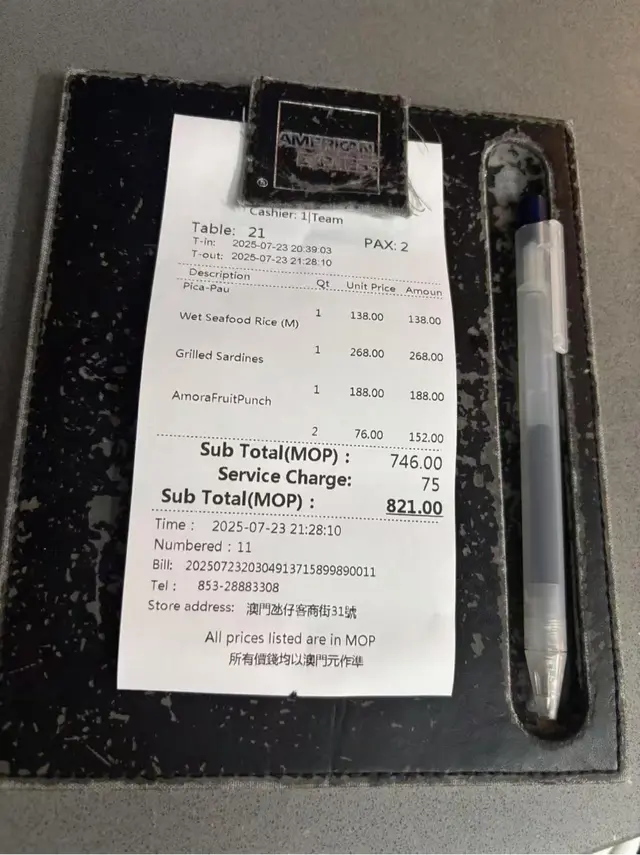 AMERICAN
EXPRESS
®
Cashier: 1|Team
Table: 21 PAX: 2
T-in: 2025-07-23 20:39:03
T-out: 2025-07-23 21:28:10
Description Qt Unit Price Amoun
Pica-Pau
1 138.00 138.00
Wet Seafood Rice (M)
1 268.00 268.00
Grilled Sardines
1 188.00 188.00
AmoraFruitPunch
2 76.00 152.00
Sub Total(MOP) : 746.00
Service Charge: 75
Sub Total(MOP) : 821.00
Time : 2025-07-23 21:28:10
Numbered : 11
Bill: 2025072320304913715899890011
Tel : 853-28883308
Store address: 澳門氹仔客商街31號
All prices listed are in MOP
所有價錢均以澳門元作準